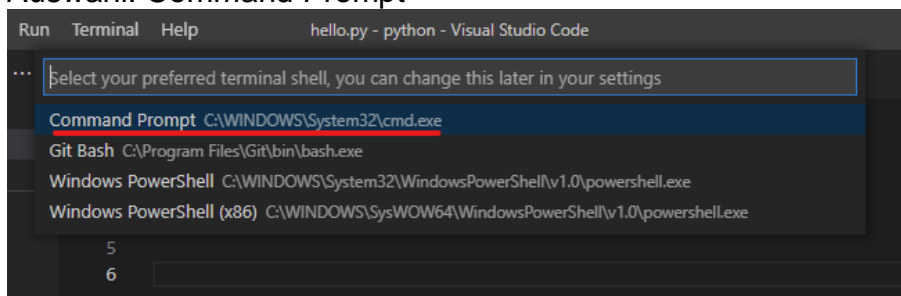 Auswahl: Command Prompt
Run Terminal Help hello.py - python - Visual Studio Code
... Select your preferred terminal shell, you can change this later in your settings
Command Prompt C:\WINDOWS\System32\cmd.exe
Git Bash C:\Program Files\Git\bin\bash.exe
Windows PowerShell C:\WINDOWS\System32\WindowsPowerShell\v1.0\powershell.exe
Windows PowerShell (x86) C:\WINDOWS\SysWOW64\WindowsPowerShell\v1.0\powershell.exe
5
6